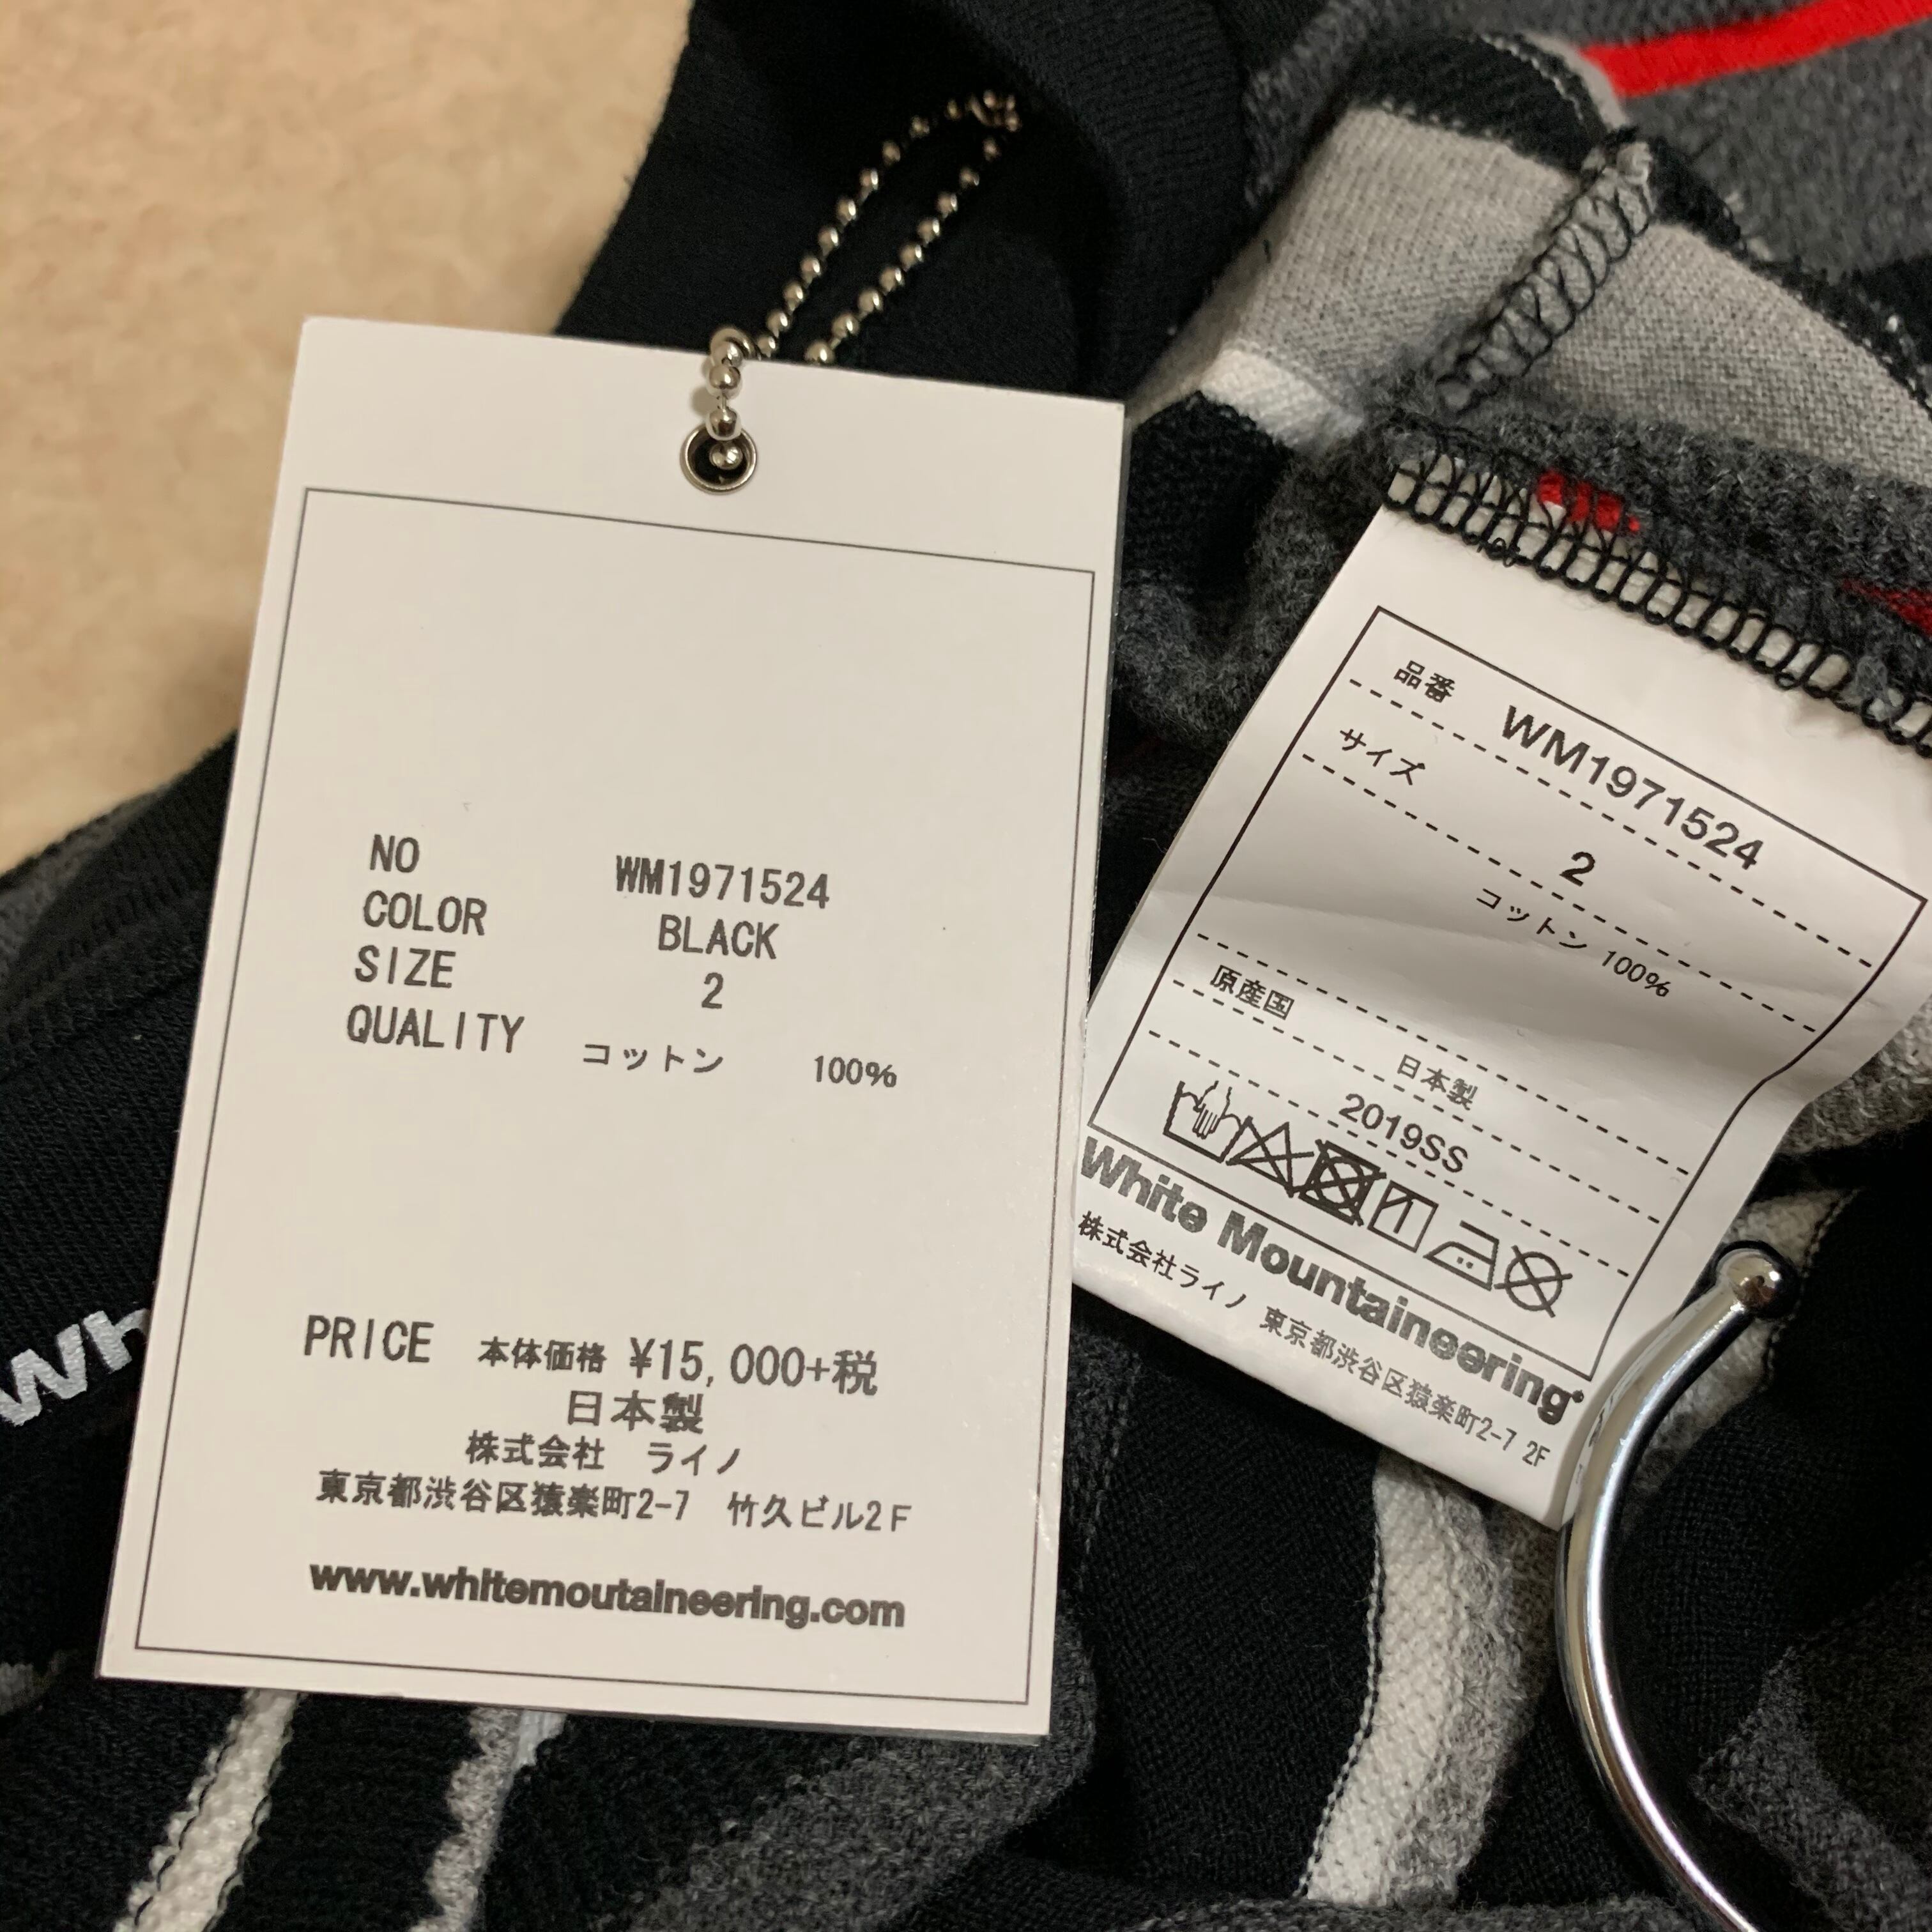 NO WM1971524
COLOR BLACK
SIZE 2
QUALITY コットン 100%
PRICE 本体価格 ¥15,000+税
日本製
株式会社 ライノ
東京都渋谷区猿楽町2-7 竹久ビル2F
www.whitemoutaineering.com
品番 WM1971524
サイズ 2
コットン 100%
原産国
日本製
2019SS
White Mountaineering
株式会社ライノ 東京都渋谷区猿楽町2-7 2F
Wh